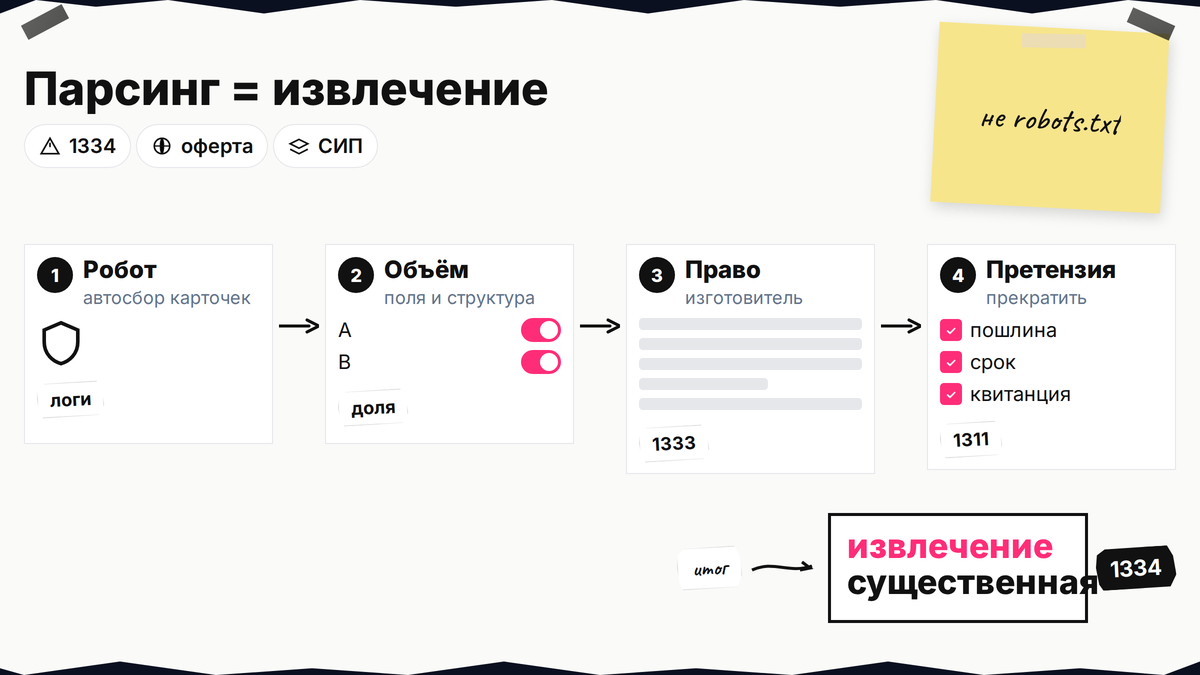 Парсинг = извлечение
1334
оферта
СИП
не robots.txt
1 Робот
автосбор карточек
логи
2 Объём
поля и структура
A
B
доля
3 Право
изготовитель
1333
4 Претензия
прекратить
пошлина
срок
квитанция
1311
итог
извлечение
существенная
1334